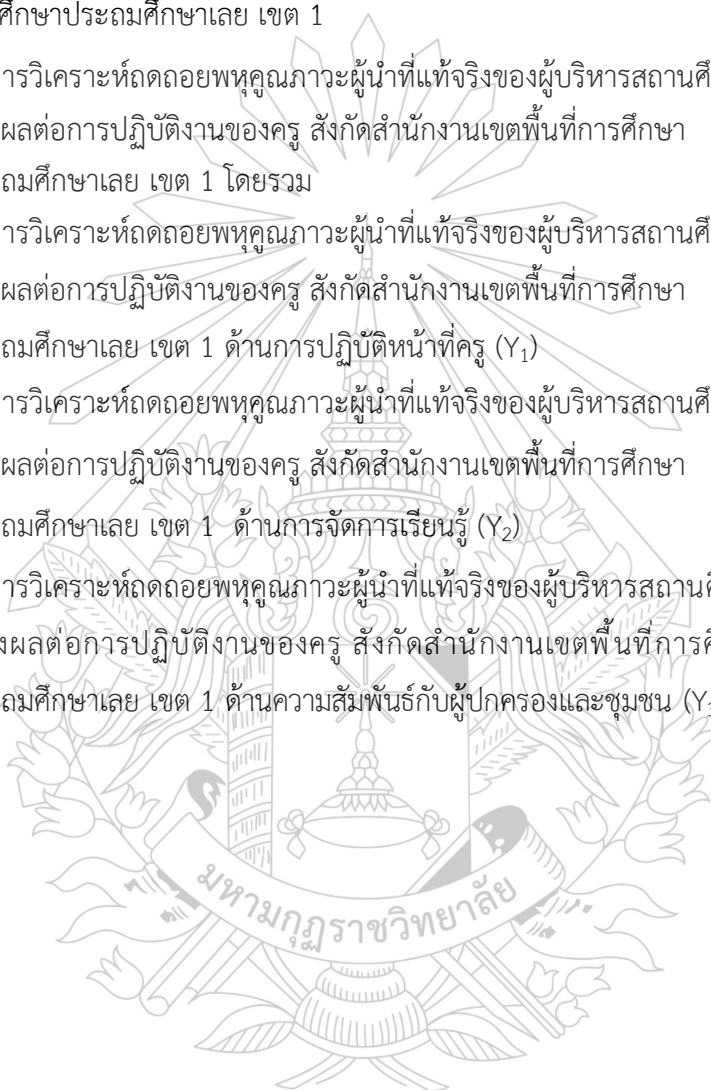 ศึกษาประถมศึกษาเลย เขต 1
ารวิเคราะห์ถดถอยพหุคูณภาวะผู้นำที่แท้จริงของผู้บริหารสถานศึ
ผลต่อการปฏิบัติงานของครู สังกัดสำนักงานเขตพื้นที่การศึกษา
ถมศึกษาเลย เขต 1 โดยรวม
ารวิเคราะห์ถดถอยพหุคูณภาวะผู้นำที่แท้จริงของผู้บริหารสถานศึ
ผลต่อการปฏิบัติงานของครู สังกัดสำนักงานเขตพื้นที่การศึกษา
ถมศึกษาเลย เขต 1 ด้านการปฏิบัติหน้าที่ครู (Y₁)
ารวิเคราะห์ถดถอยพหุคูณภาวะผู้นำที่แท้จริงของผู้บริหารสถานศึ
ผลต่อการปฏิบัติงานของครู สังกัดสำนักงานเขตพื้นที่การศึกษา
ถมศึกษาเลย เขต 1 ด้านการจัดการเรียนรู้ (Y₂)
ารวิเคราะห์ถดถอยพหุคูณภาวะผู้นำที่แท้จริงของผู้บริหารสถานศึ
งผลต่อการปฏิบัติงานของครู สังกัดสำนักงานเขตพื้นที่การศึ
ถมศึกษาเลย เขต 1 ด้านความสัมพันธ์กับผู้ปกครองและชุมชน (Y₃
มหามกุฏราชวิทยาลัย